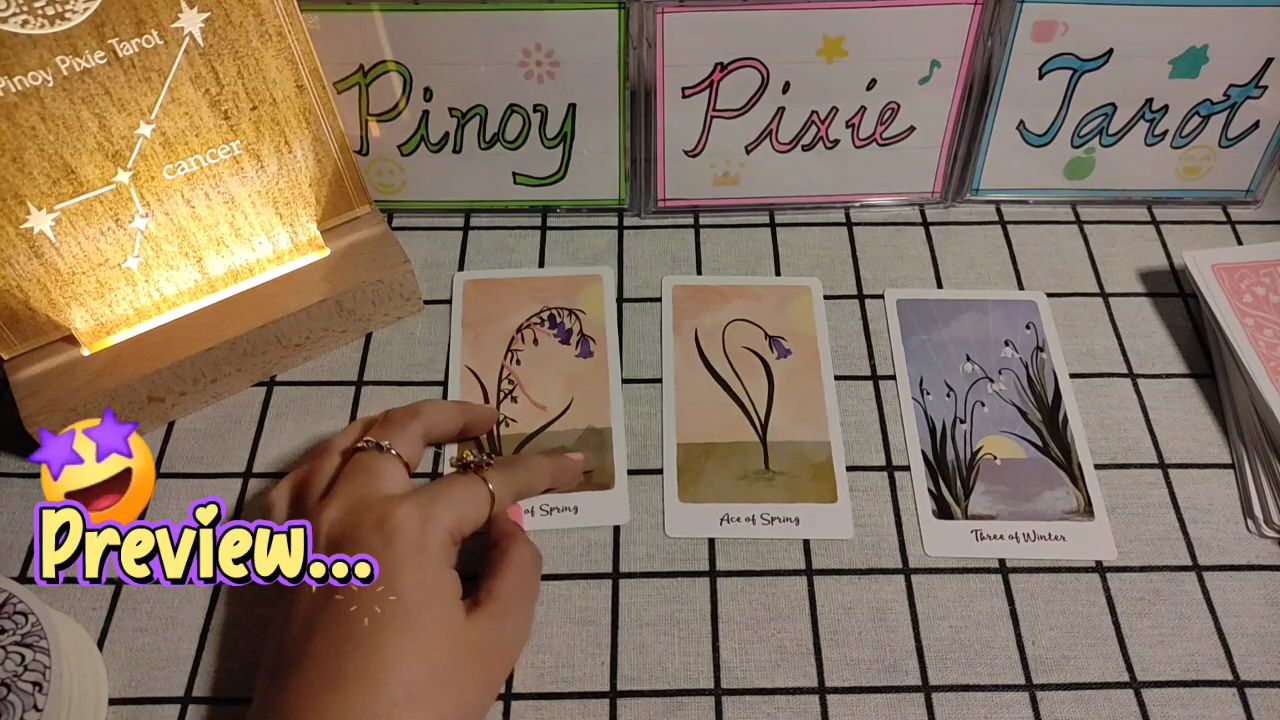 Pinoy Pixie Tarot
cancer
Pinoy
Pixie
Tarot
of Spring
Ace of Spring
Three of Winter
Preview...